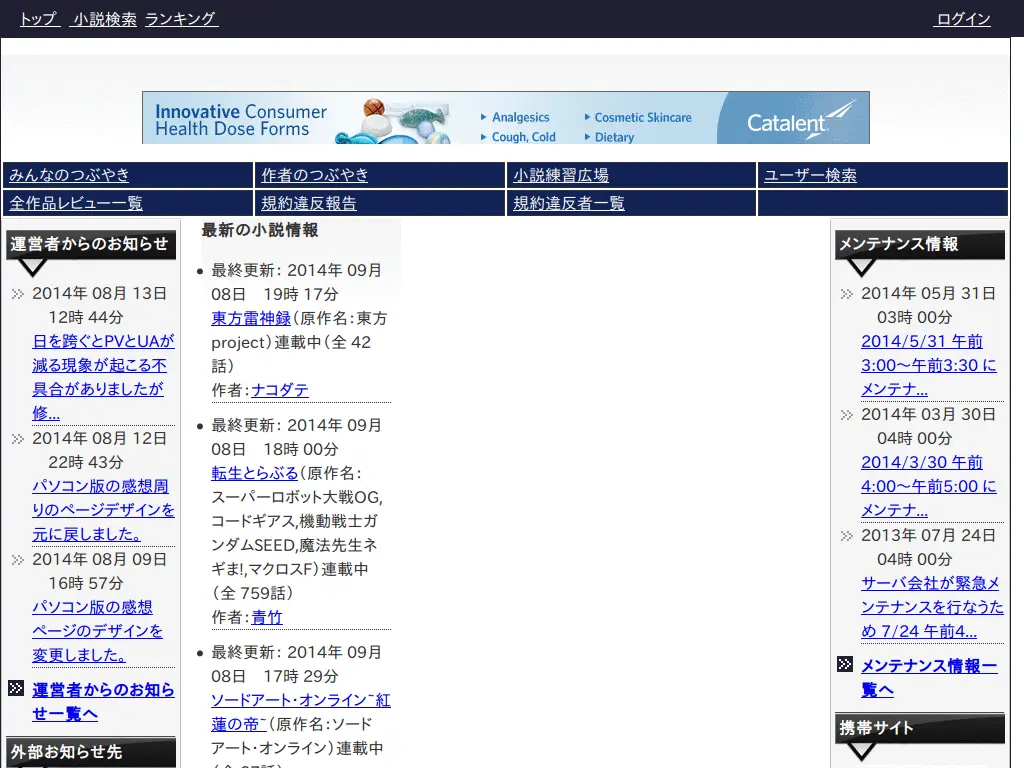 トップ 小説検索 ランキング ログイン
Innovative Consumer
Health Dose Forms
Analgesics
Cosmetic Skincare
Cough, Cold
Dietary
Catalent
みんなのつぶやき 作者のつぶやき 小説練習広場 ユーザー検索
全作品レビュー一覧 規約違反報告 規約違反者一覧
運営者からのお知らせ
2014年 08月 13日
12時 44分
日を跨ぐとPVとUAが
減る現象が起こる不
具合がありましたが
修...
2014年 08月 12日
22時 43分
パソコン版の感想周
りのページデザインを
元に戻しました。
2014年 08月 09日
16時 57分
パソコン版の感想
ページのデザインを
変更しました。
運営者からのお知ら
せ一覧へ
外部お知らせ先
最新の小説情報
最終更新: 2014年 09月
08日　19時 17分
東方雷神録(原作名:東方
project)連載中(全 42
話)
作者:ナコダテ
最終更新: 2014年 09月
08日　18時 00分
転生とらぶる(原作名:
スーパーロボット大戦OG,
コードギアス,機動戦士ガ
ンダムSEED,魔法先生ネ
ギま!,マクロスF)連載中
(全 759話)
作者:青竹
最終更新: 2014年 09月
08日　17時 29分
ソードアート・オンライン~紅
蓮の帝~(原作名:ソード
アート・オンライン)連載中
メンテナンス情報
2014年 05月 31日
03時 00分
2014/5/31 午前
3:00～午前3:30 に
メンテナ...
2014年 03月 30日
04時 00分
2014/3/30 午前
4:00～午前5:00 に
メンテナ...
2013年 07月 24日
04時 00分
サーバ会社が緊急メ
ンテナンスを行なうた
め 7/24 午前4...
メンテナンス情報一
覧へ
携帯サイト